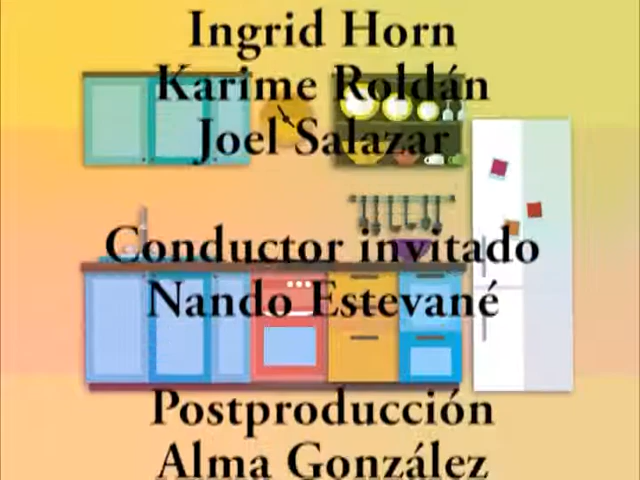 Ingrid Horn
Karime Roldán
Joel Salazar
Conductor invitado
Nando Estevané
Postproducción
Alma González